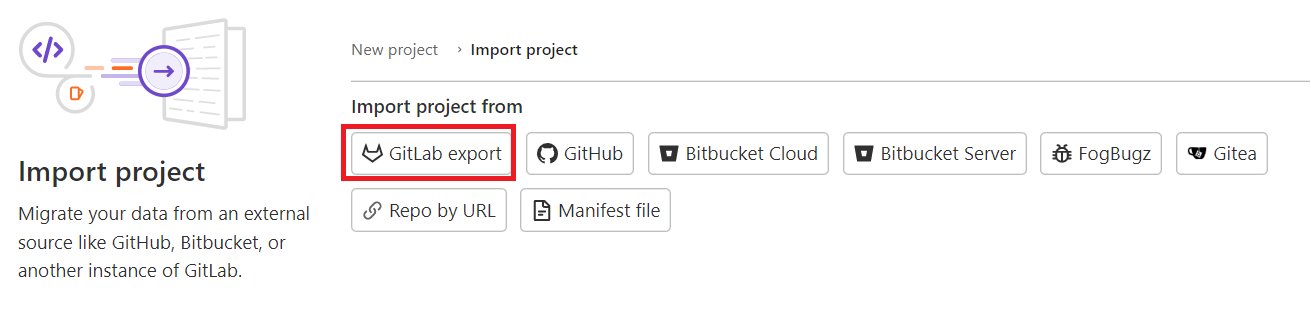 New project › Import project
Import project from
GitLab export GitHub Bitbucket Cloud Bitbucket Server FogBugz Gitea
Repo by URL Manifest file
Import project
Migrate your data from an external
source like GitHub, Bitbucket, or
another instance of GitLab.